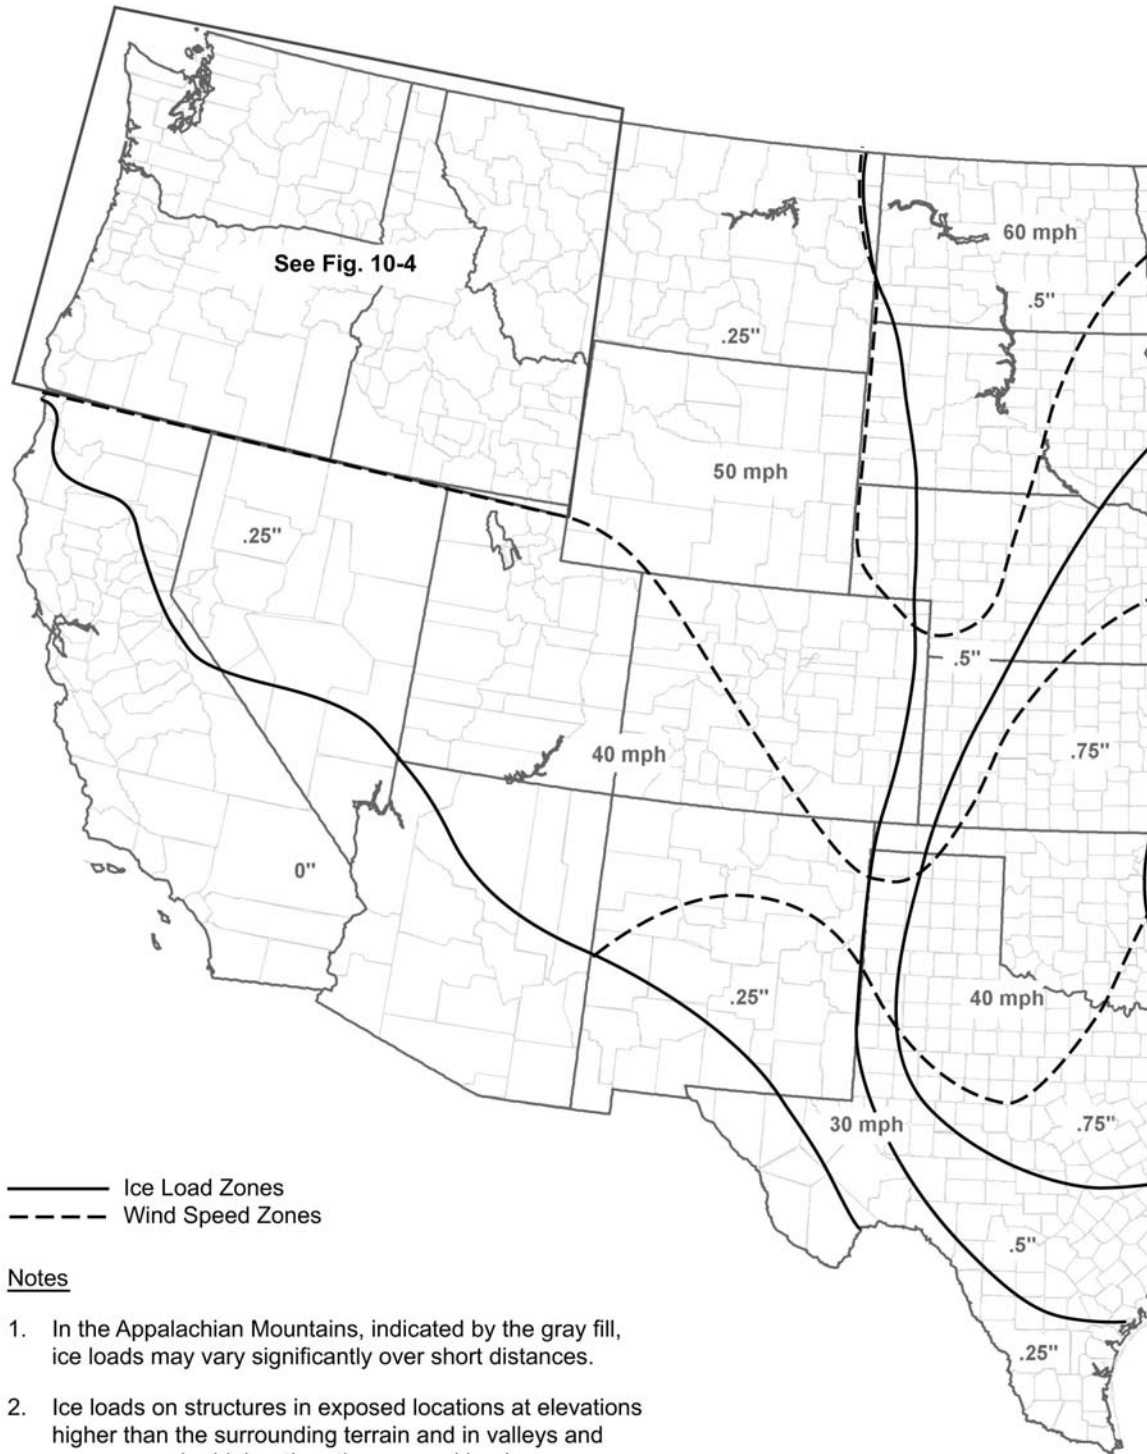 60 mph
See Fig. 10-4
.5"
.25"
50 mph
.25"
.5"
.75"
40 mph
0"
.25"
40 mph
30 mph
.75"
Ice Load Zones
Wind Speed Zones
.5"
Notes
1. In the Appalachian Mountains, indicated by the gray fill,
ice loads may vary significantly over short distances.
.25"
2. Ice loads on structures in exposed locations at elevations
higher than the surrounding terrain and in valleys and